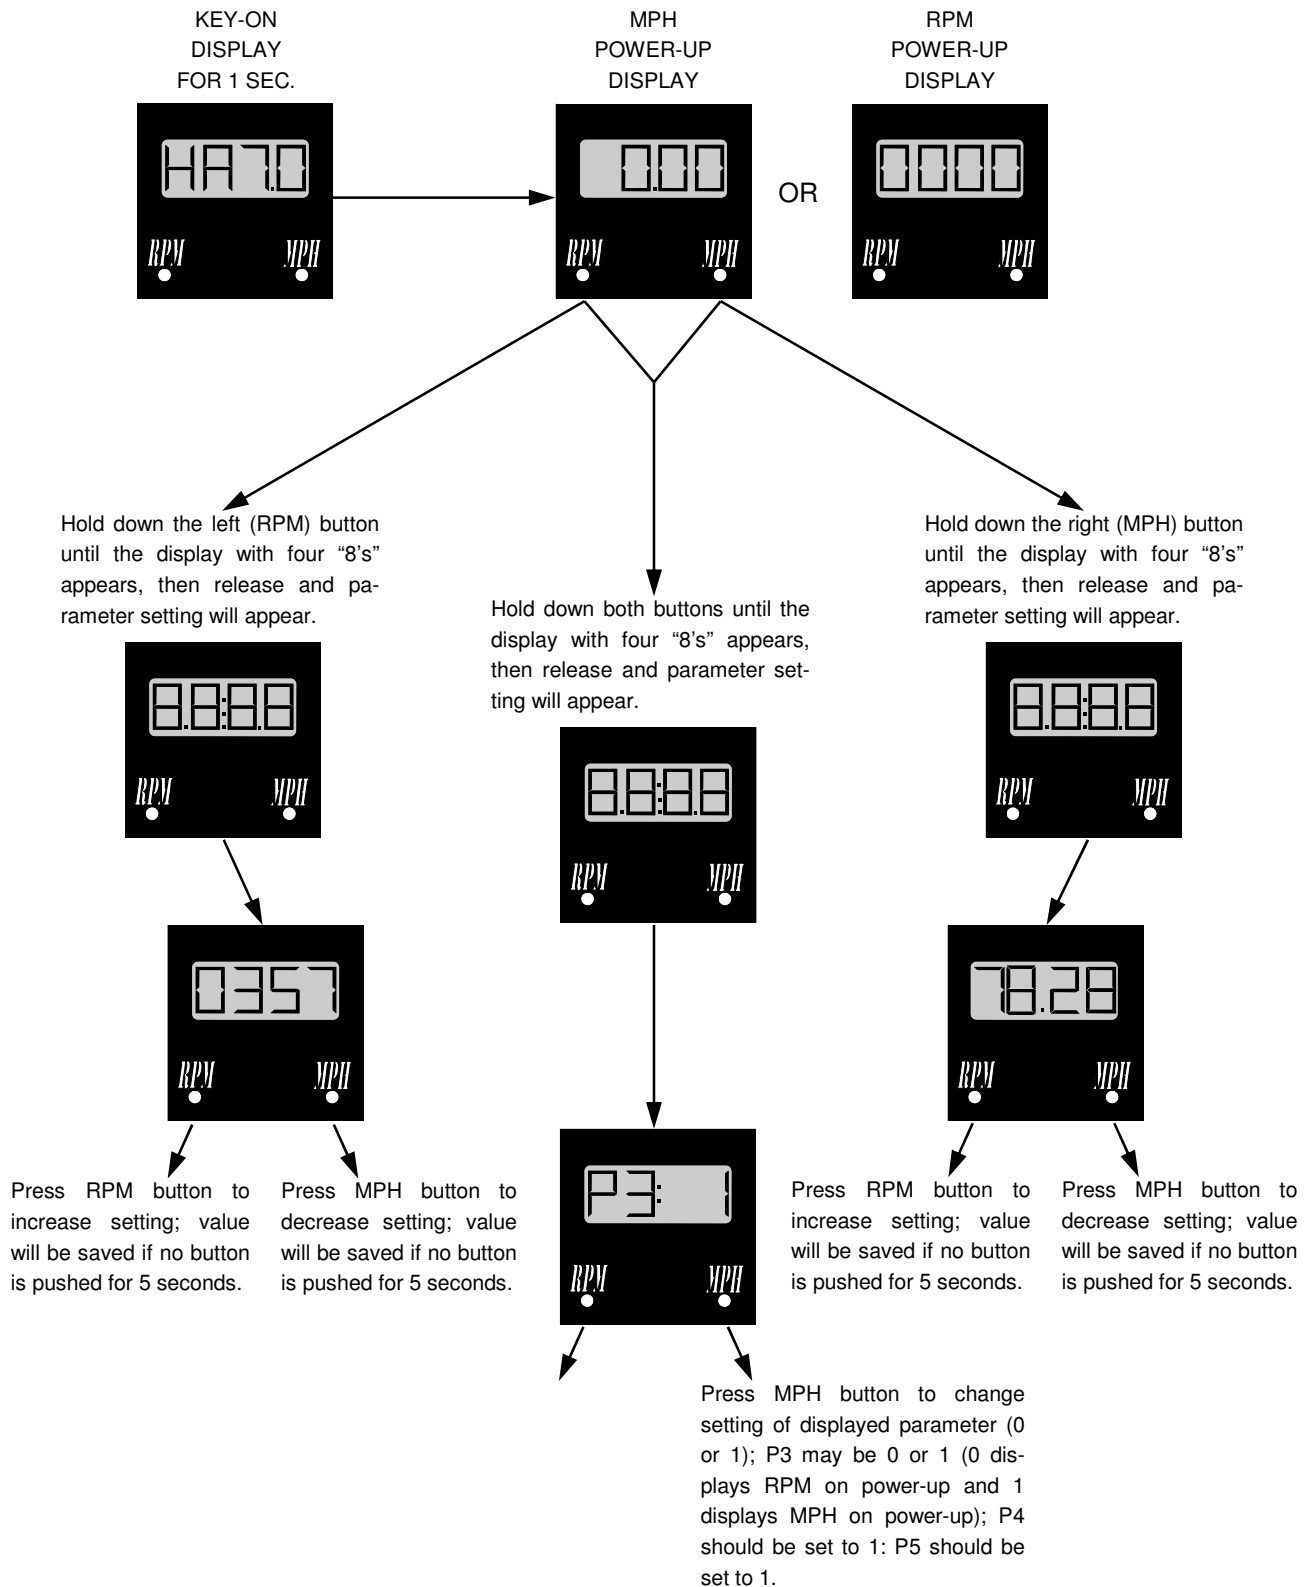 KEY-ON
DISPLAY
FOR 1 SEC.
MPH
POWER-UP
DISPLAY
RPM
POWER-UP
DISPLAY
HA7.0
RPM MPH
0.00
RPM MPH
OR
0000
RPM MPH
Hold down the left (RPM) button
until the display with four “8's”
appears, then release and pa-
rameter setting will appear.
Hold down both buttons until the
display with four “8's” appears,
then release and parameter set-
ting will appear.
Hold down the right (MPH) button
until the display with four “8's”
appears, then release and pa-
rameter setting will appear.
8.8:8.8
RPM MPH
8.8:8.8
RPM MPH
8.8:8.8
RPM MPH
0357
RPM MPH
78.28
RPM MPH
P3: 1
RPM MPH
Press RPM button to
increase setting; value
will be saved if no button
is pushed for 5 seconds.
Press MPH button to
decrease setting; value
will be saved if no button
is pushed for 5 seconds.
Press RPM button to
increase setting; value
will be saved if no button
is pushed for 5 seconds.
Press MPH button to
decrease setting; value
will be saved if no button
is pushed for 5 seconds.
Press MPH button to change
setting of displayed parameter (0
or 1); P3 may be 0 or 1 (0 dis-
plays RPM on power-up and 1
displays MPH on power-up); P4
should be set to 1: P5 should be
set to 1.